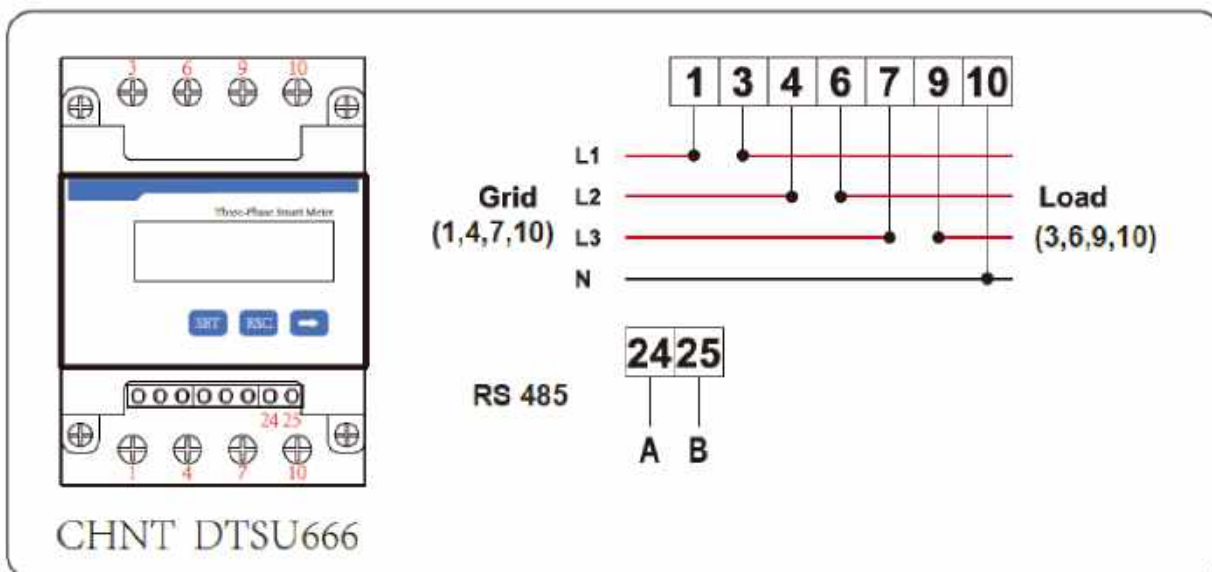 3 6 9 10
Three-Phase Smart Meter
SET ESC
24 25
1 4 7 10
CHNT DTSU666
1 3 4 6 7 9 10
L1
Grid L2 Load
(1,4,7,10) L3 (3,6,9,10)
N
24 25
RS 485
A B